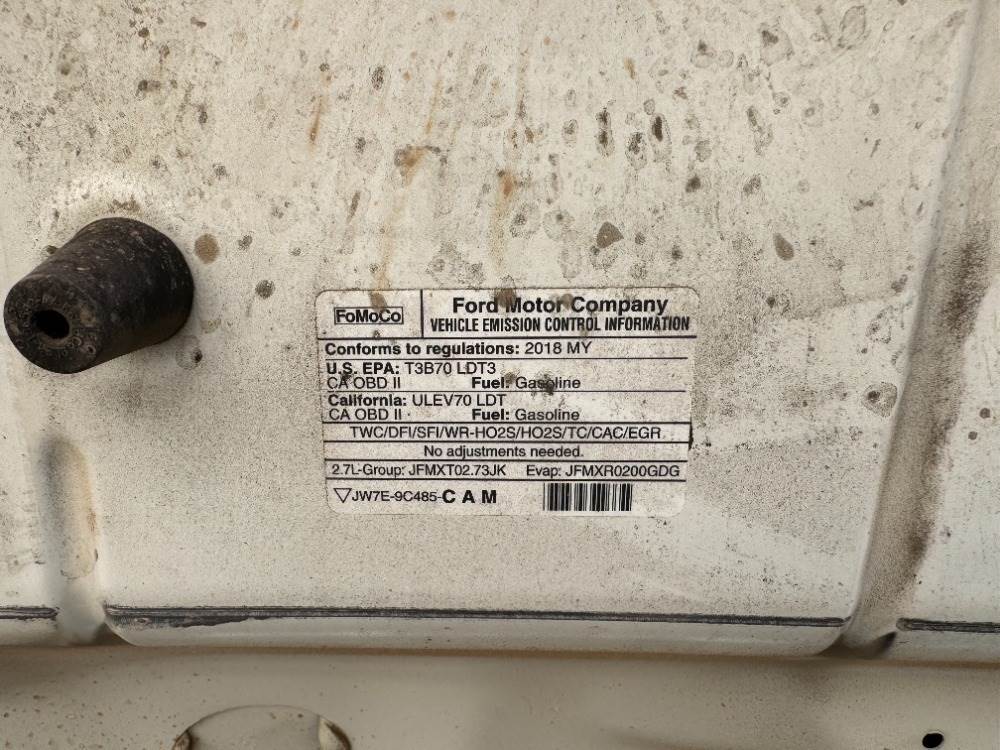 FoMoCo
Ford Motor Company
VEHICLE EMISSION CONTROL INFORMATION
Conforms to regulations: 2018 MY
U.S. EPA: T3B70 LDT3
CA OBD II Fuel: Gasoline
California: ULEV70 LDT
CA OBD II · Fuel: Gasoline
TWC/DFI/SFI/WR-HO2S/HO2S/TC/CAC/EGR
No adjustments needed.
2.7L-Group: JFMXT02.73JK Evap: JFMXR0200GDG
▽JW7E-9C485-C A M